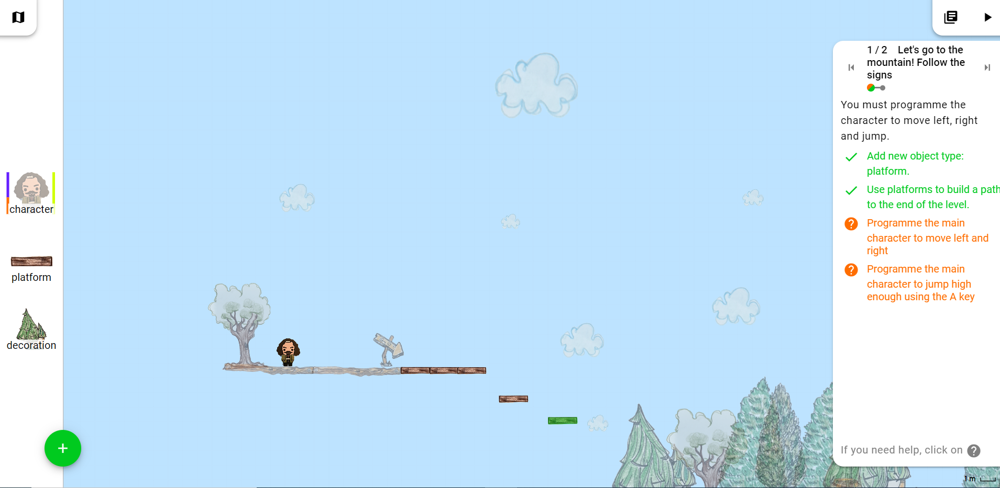 character
platform
decoration
1 / 2 Let's go to the
mountain! Follow the
signs
You must programme the
character to move left, right
and jump.
Add new object type:
platform.
Use platforms to build a path
to the end of the level.
Programme the main
character to move left and
right
Programme the main
character to jump high
enough using the A key
If you need help, click on
1 m